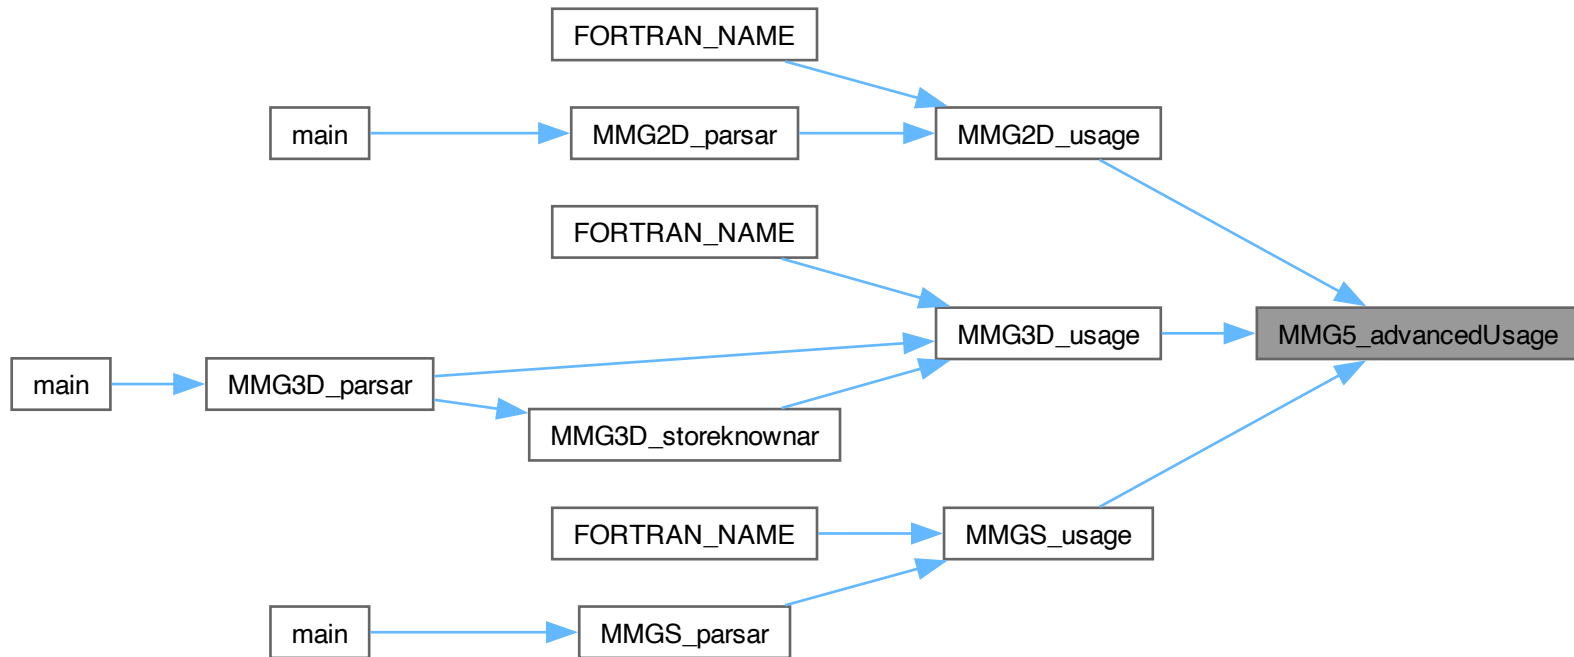 FORTRAN_NAME
main
MMG2D_parsar
MMG2D_usage
FORTRAN_NAME
MMG3D_usage
MMG5_advancedUsage
main
MMG3D_parsar
MMG3D_storeknownar
FORTRAN_NAME
MMGS_usage
main
MMGS_parsar